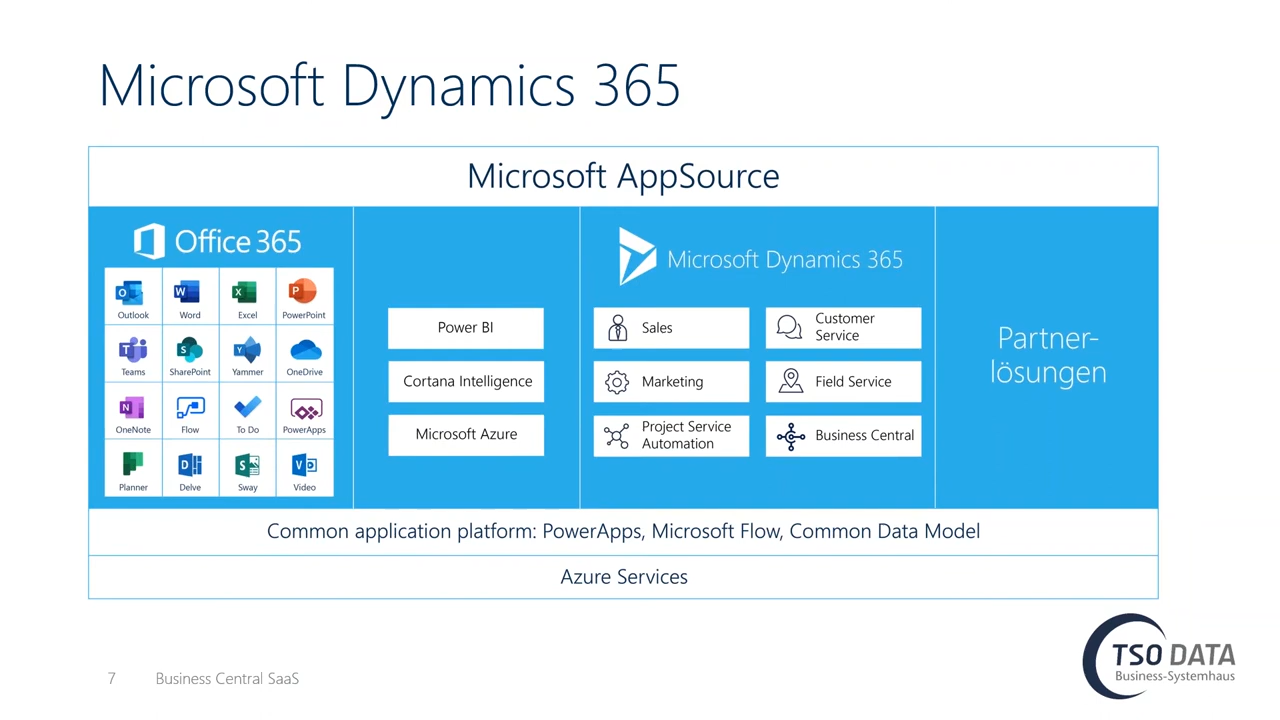 Microsoft Dynamics 365
Microsoft AppSource
Office 365
Outlook
Word
Excel
PowerPoint
Teams
SharePoint
Yammer
OneDrive
OneNote
Flow
To Do
PowerApps
Planner
Delve
Sway
Video
Power BI
Cortana Intelligence
Microsoft Azure
Microsoft Dynamics 365
Sales
Customer
Service
Marketing
Field Service
Project Service
Automation
Business Central
Partner-
lösungen
Common application platform: PowerApps, Microsoft Flow, Common Data Model
Azure Services
7 Business Central SaaS
TSO DATA
Business-Systemhaus